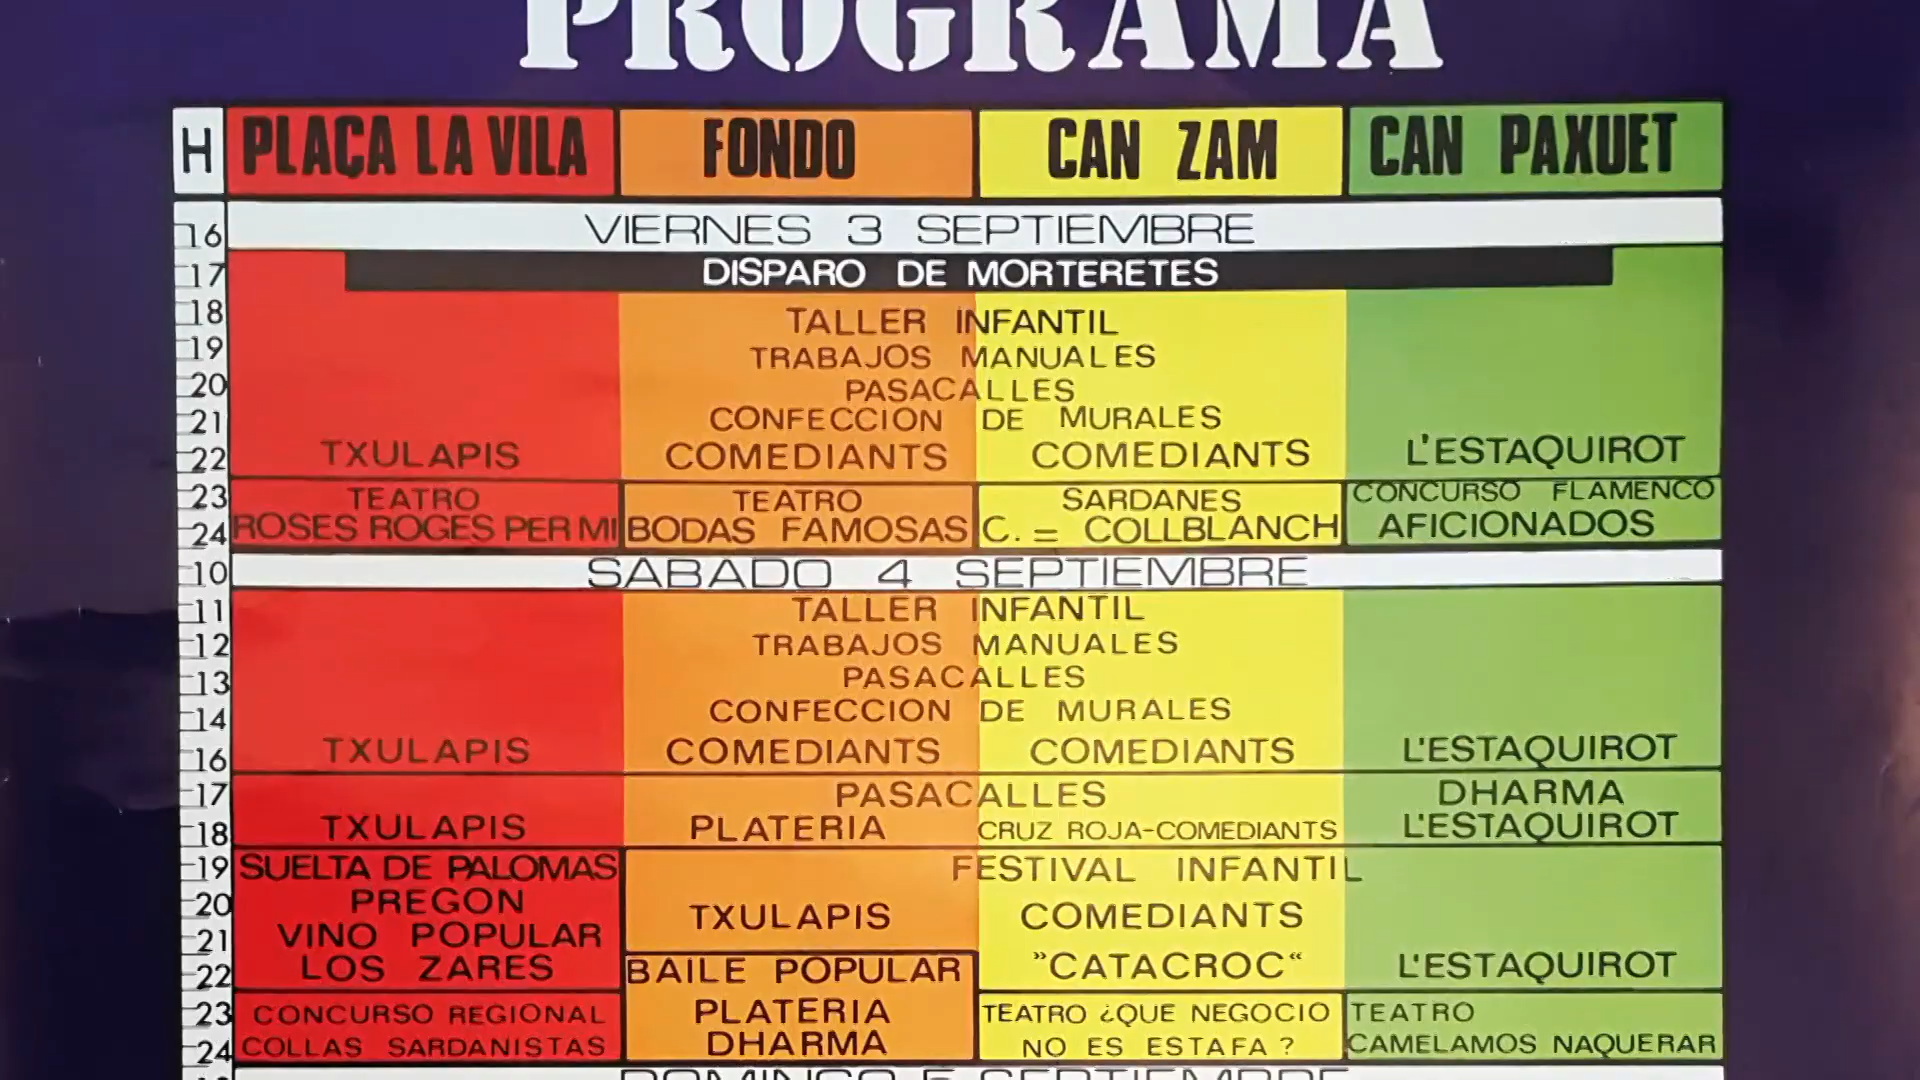 PROGRAMA
H PLAÇA LA VILA FONDO CAN ZAM CAN PAXUET
16 VIERNES 3 SEPTIEMBRE
17 DISPARO DE MORTERETES
18 TALLER INFANTIL
19 TRABAJOS MANUALES
20 PASACALLES
21 CONFECCION DE MURALES
22 TXULAPIS COMEDIANTS COMEDIANTS L'ESTAQUIROT
23 TEATRO TEATRO SARDANES CONCURSO FLAMENCO
24 ROSES ROGES PER MI BODAS FAMOSAS C. = COLLBLANCH AFICIONADOS
10 SABADO 4 SEPTIEMBRE
11 TALLER INFANTIL
12 TRABAJOS MANUALES
13 PASACALLES
14 CONFECCION DE MURALES
16 TXULAPIS COMEDIANTS COMEDIANTS L'ESTAQUIROT
17 PASACALLES DHARMA
18 TXULAPIS PLATERIA CRUZ ROJA-COMEDIANTS L'ESTAQUIROT
19 SUELTA DE PALOMAS FESTIVAL INFANTIL
20 PREGON TXULAPIS COMEDIANTS
21 VINO POPULAR
22 LOS ZARES BAILE POPULAR "CATACROC" L'ESTAQUIROT
23 CONCURSO REGIONAL PLATERIA TEATRO ¿QUE NEGOCIO TEATRO
24 COLLAS SARDANISTAS DHARMA NO ES ESTAFA ? CAMELAMOS NAQUERAR
DOMINGO 5 SEPTIEMBRE